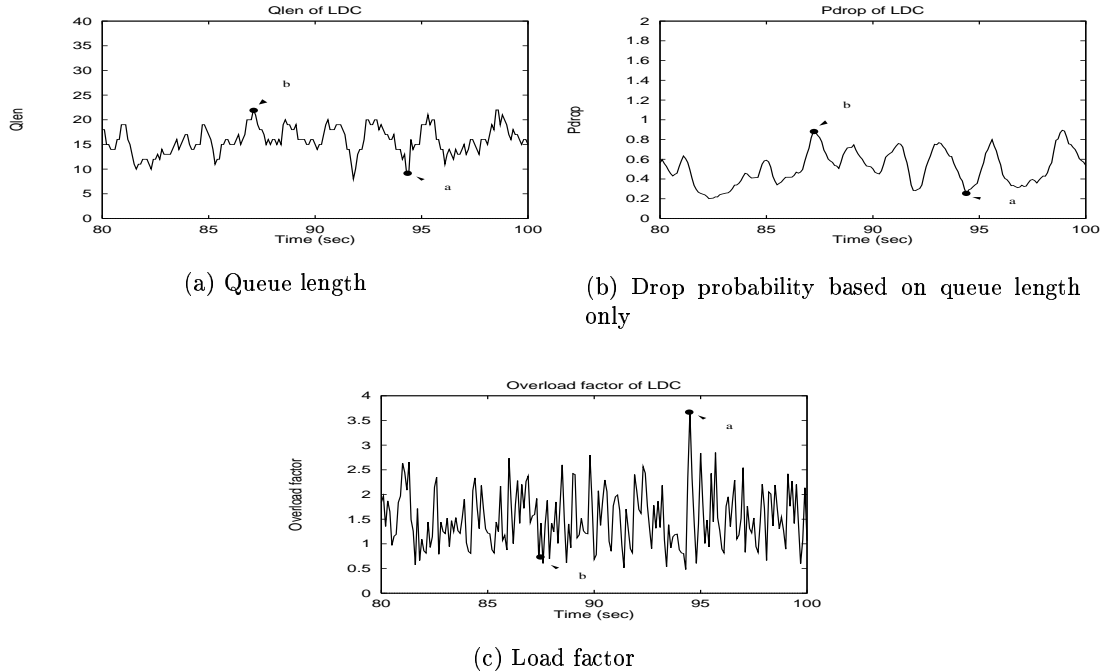 Qlen of LDC
40
35
30
25
20
15
10
5
0
Qlen
b
a
80
85
90
95
100
Time (sec)
(a) Queue length
Pdrop of LDC
2
1.8
1.6
1.4
1.2
1
0.8
0.6
0.4
0.2
0
Pdrop
b
a
80
85
90
95
100
Time (sec)
(b) Drop probability based on queue length
only
Overload factor of LDC
4
3.5
3
2.5
2
1.5
1
0.5
0
Overload factor
a
b
80
85
90
95
100
Time (sec)
(c) Load factor